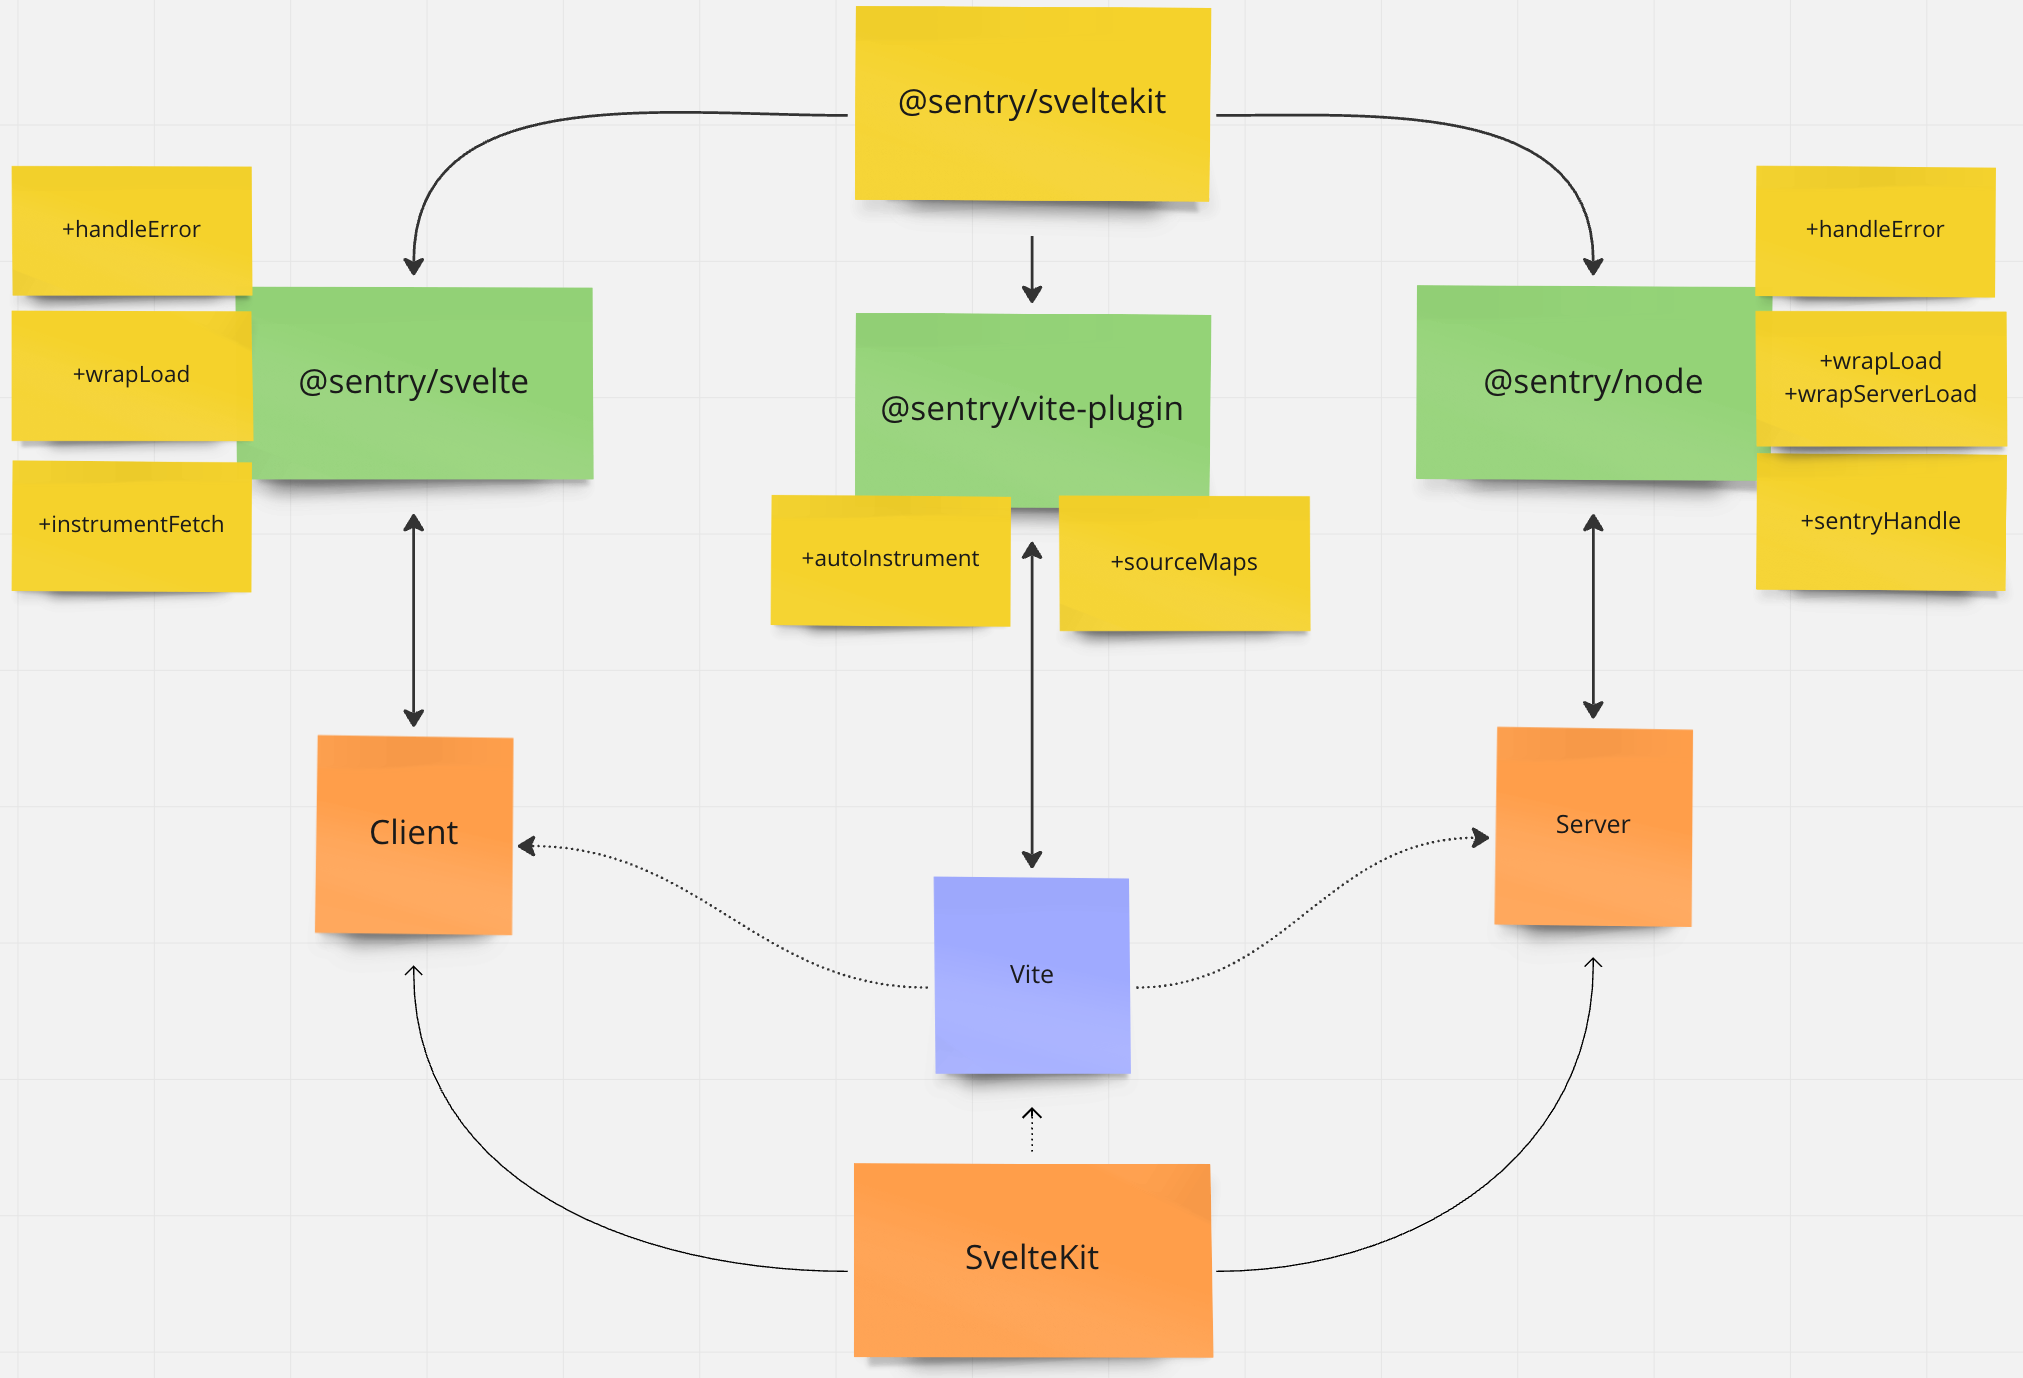 @sentry/sveltekit
+handleError
+handleError
+wrapLoad
@sentry/svelte
@sentry/vite-plugin
@sentry/node
+wrapLoad
+wrapServerLoad
+instrumentFetch
+autoInstrument
+sourceMaps
+sentryHandle
Client
Server
Vite
SvelteKit